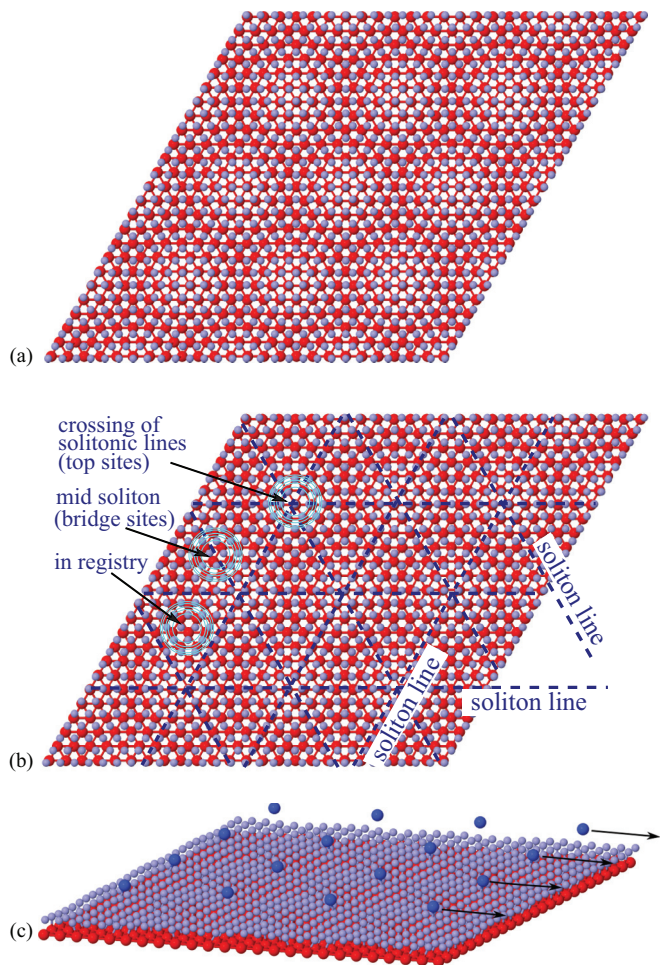 (a)
crossing of
solitonic lines
(top sites)
mid soliton
(bridge sites)
in registry
soliton line
soliton line
soliton line
(b)
(c)